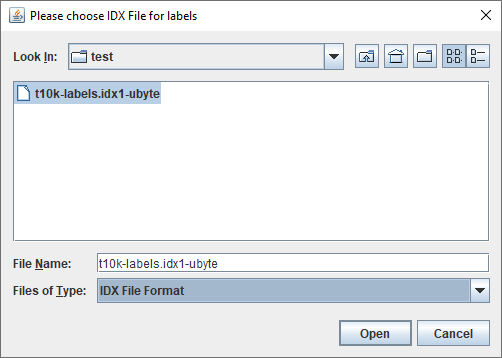 Please choose IDX File for labels
Look In: test
t10k-labels.idx1-ubyte
File Name: t10k-labels.idx1-ubyte
Files of Type: IDX File Format
Open Cancel